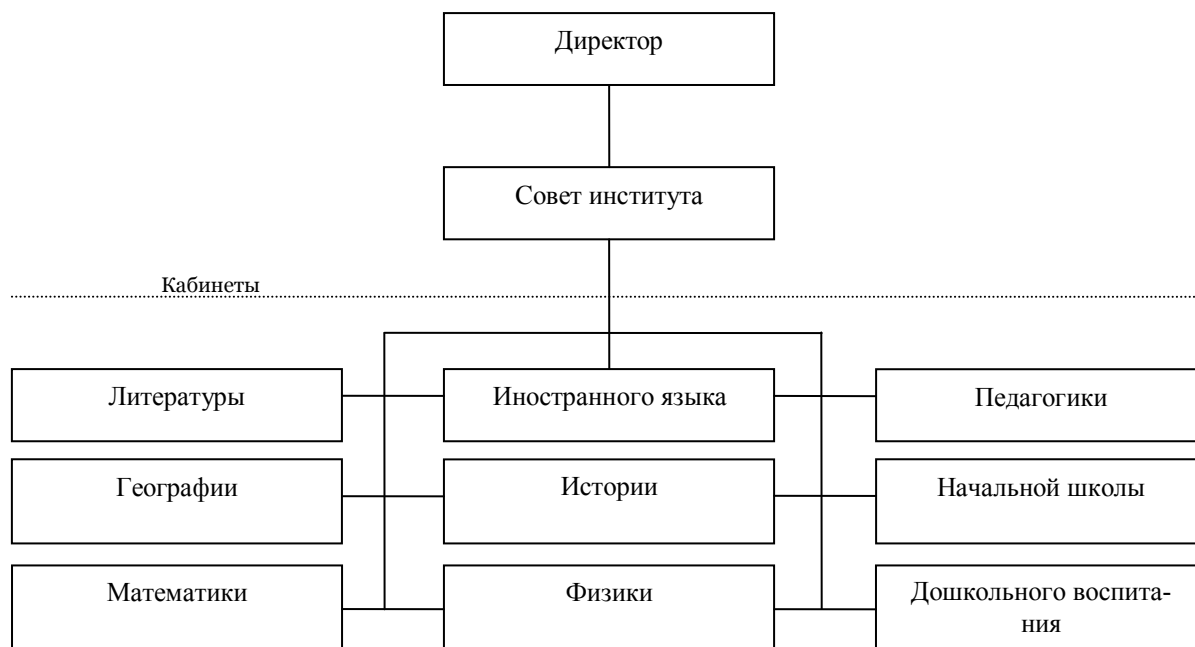 Директор
Совет института
Кабинеты
Литературы
Иностранного языка
Педагогики
Географии
Истории
Начальной школы
Математики
Физики
Дошкольного воспита-
ния